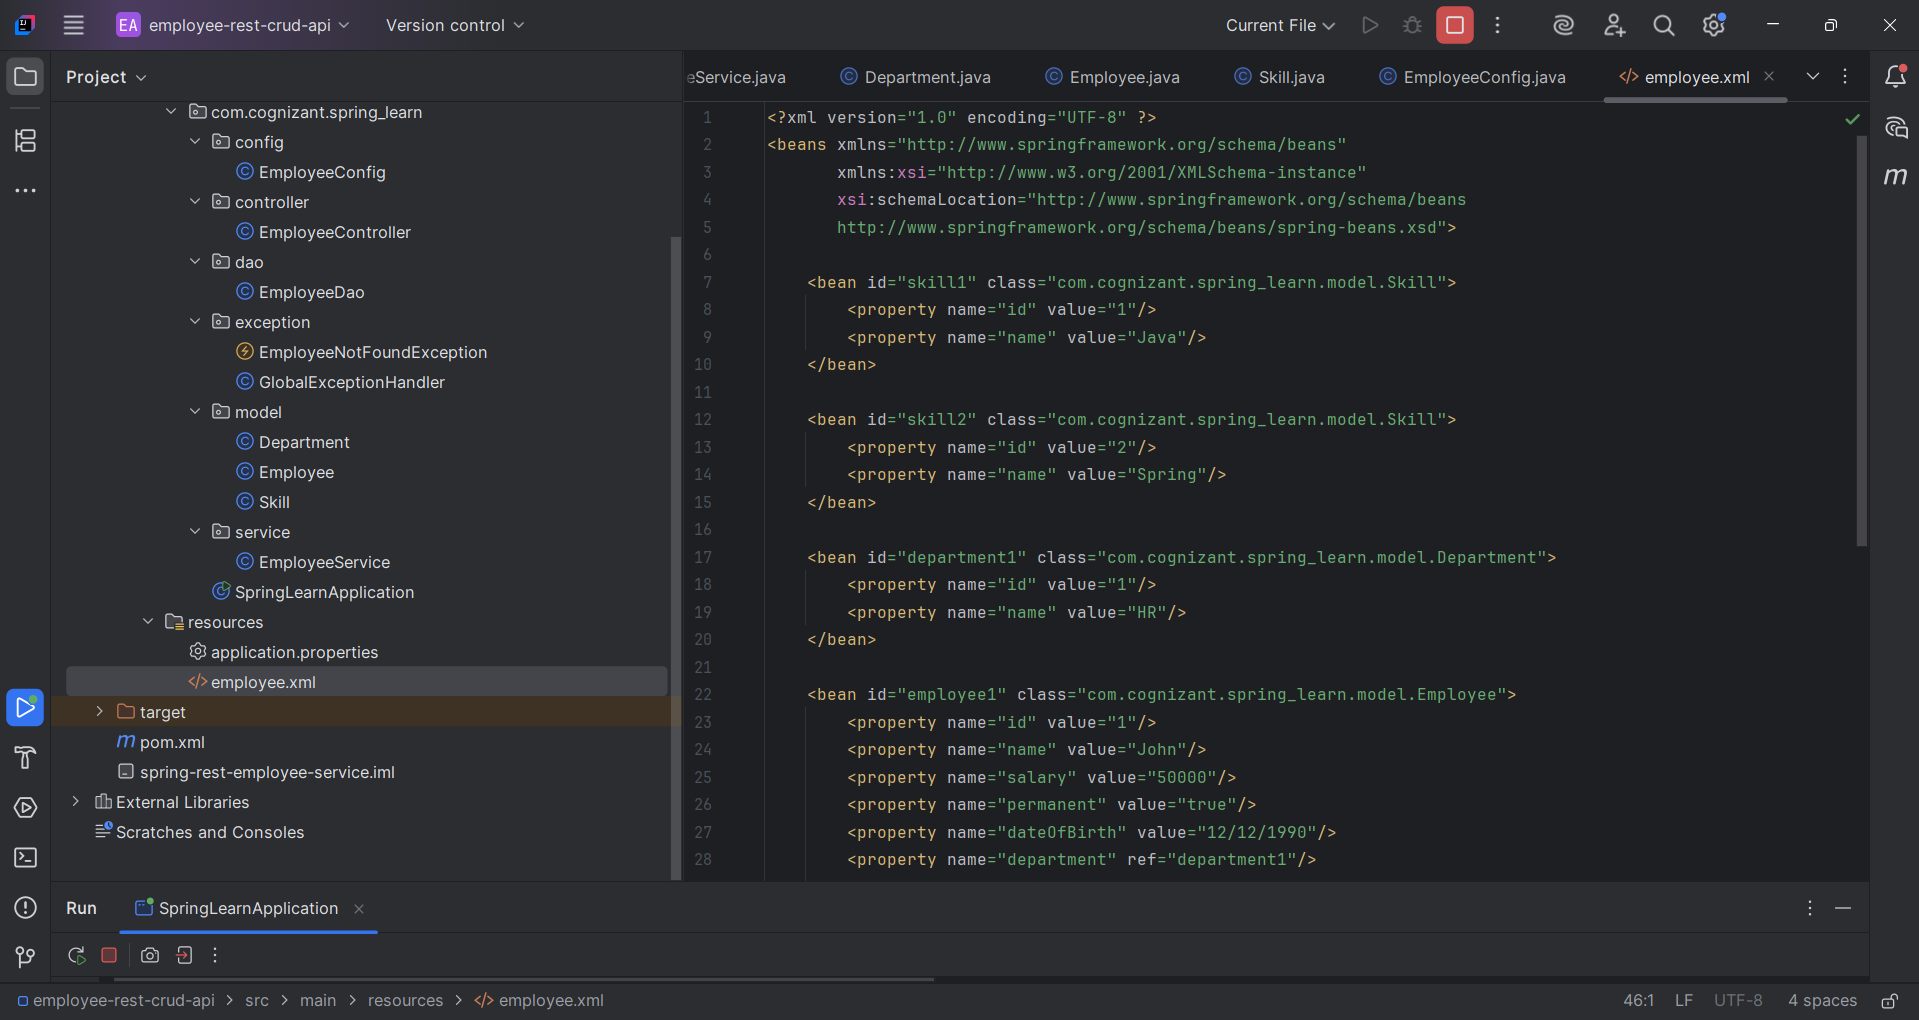 EA employee-rest-crud-api Version control Current File
Project
com.cognizant.spring_learn
config
EmployeeConfig
controller
EmployeeController
dao
EmployeeDao
exception
EmployeeNotFoundException
GlobalExceptionHandler
model
Department
Employee
Skill
service
EmployeeService
SpringLearnApplication
resources
application.properties
</> employee.xml
target
m pom.xml
spring-rest-employee-service.iml
External Libraries
Scratches and Consoles
eService.java Department.java Employee.java Skill.java EmployeeConfig.java </> employee.xml
1 <?xml version="1.0" encoding="UTF-8" ?>
2 <beans xmlns="http://www.springframework.org/schema/beans"
3 xmlns:xsi="http://www.w3.org/2001/XMLSchema-instance"
4 xsi:schemaLocation="http://www.springframework.org/schema/beans
5 http://www.springframework.org/schema/beans/spring-beans.xsd">
6
7 <bean id="skill1" class="com.cognizant.spring_learn.model.Skill">
8 <property name="id" value="1"/>
9 <property name="name" value="Java"/>
10 </bean>
11
12 <bean id="skill2" class="com.cognizant.spring_learn.model.Skill">
13 <property name="id" value="2"/>
14 <property name="name" value="Spring"/>
15 </bean>
16
17 <bean id="department1" class="com.cognizant.spring_learn.model.Department">
18 <property name="id" value="1"/>
19 <property name="name" value="HR"/>
20 </bean>
21
22 <bean id="employee1" class="com.cognizant.spring_learn.model.Employee">
23 <property name="id" value="1"/>
24 <property name="name" value="John"/>
25 <property name="salary" value="50000"/>
26 <property name="permanent" value="true"/>
27 <property name="dateOfBirth" value="12/12/1990"/>
28 <property name="department" ref="department1"/>
m
Run SpringLearnApplication
employee-rest-crud-api > src > main > resources > </> employee.xml 46:1 LF UTF-8 4 spaces